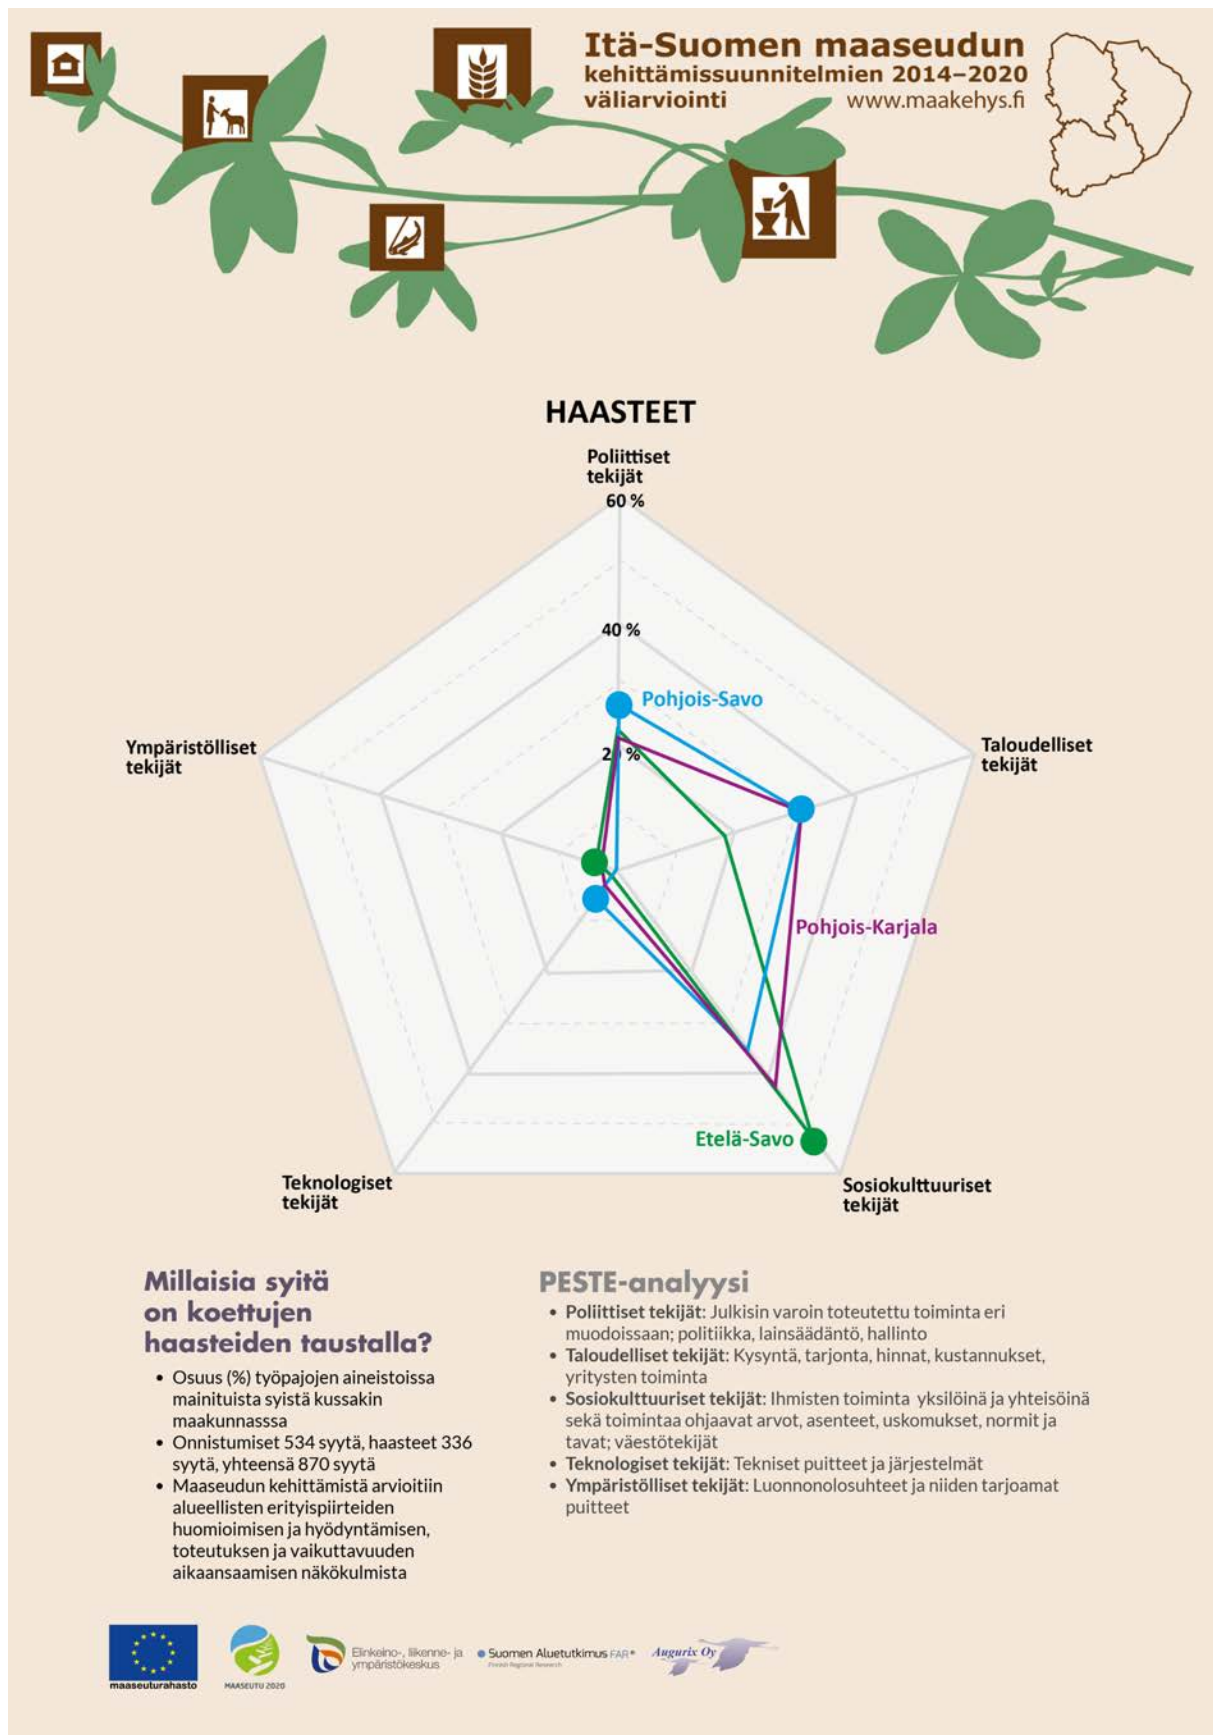 Itä-Suomen maaseudun
kehittämissuunnitelmien 2014–2020
väliarviointi www.maakehys.fi
HAASTEET
Poliittiset
tekijät
60 %
40 %
Pohjois-Savo
20 %
Ympäristölliset
tekijät
Taloudelliset
tekijät
Pohjois-Karjala
Etelä-Savo
Teknologiset
tekijät
Sosiokulttuuriset
tekijät
Millaisia syitä
on koettujen
haasteiden taustalla?
• Osuus (%) työpajojen aineistoissa
mainituista syistä kussakin
maakunnasssa
• Onnistumiset 534 syytä, haasteet 336
syytä, yhteensä 870 syytä
• Maaseudun kehittämistä arvioitiin
alueellisten erityispiirteiden
huomioimisen ja hyödyntämisen,
toteutuksen ja vaikuttavuuden
aikaansaamisen näkökulmista
PESTE-analyysi
• Poliittiset tekijät: Julkisin varoin toteutettu toiminta eri
muodoissaan; politiikka, lainsäädäntö, hallinto
• Taloudelliset tekijät: Kysyntä, tarjonta, hinnat, kustannukset,
yritysten toiminta
• Sosiokulttuuriset tekijät: Ihmisten toiminta yksilöinä ja yhteisöinä
sekä toimintaa ohjaavat arvot, asenteet, uskomukset, normit ja
tavat; väestötekijät
• Teknologiset tekijät: Tekniset puitteet ja järjestelmät
• Ympäristölliset tekijät: Luonnonolosuhteet ja niiden tarjoamat
puitteet
maaseuturahasto
MAASEUTU 2020
Elinkeino-, liikenne- ja
ympäristökeskus
Suomen Aluetutkimus FAR
Finnish Regional Research
Augurix Oy